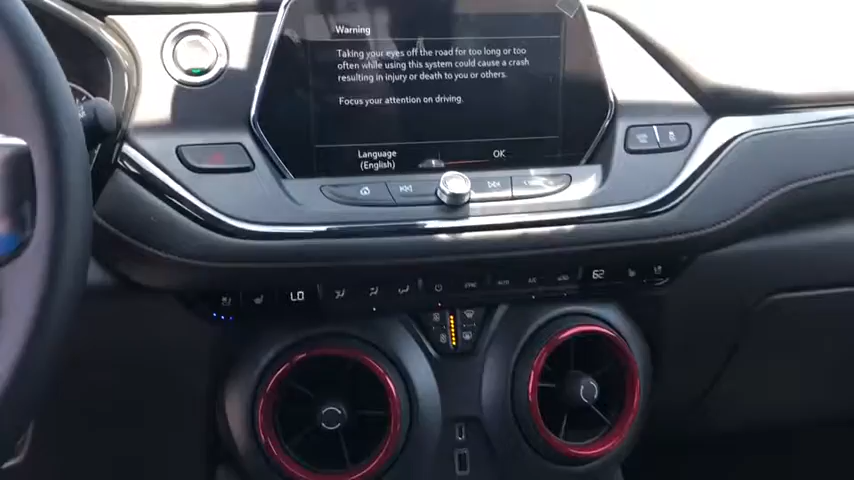 Warning
Taking your eyes off the road for too long or too
often while using this system could cause a crash
resulting in injury or death to you or others.
Focus your attention on driving.
Language
(English)
OK
LO
SYNC
AUTO
A/C
62